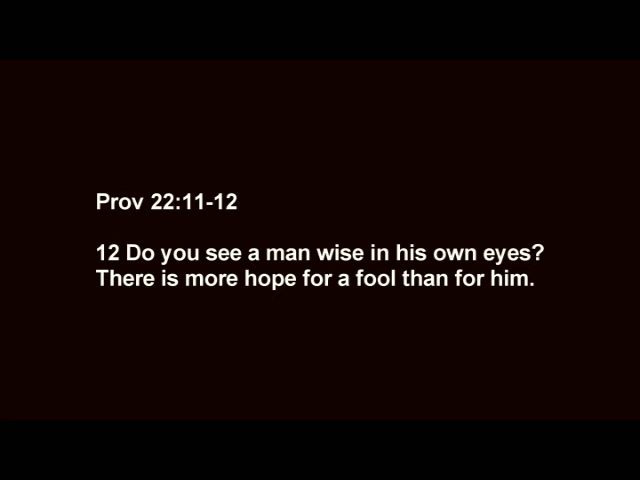 Prov 22:11-12
12 Do you see a man wise in his own eyes?
There is more hope for a fool than for him.